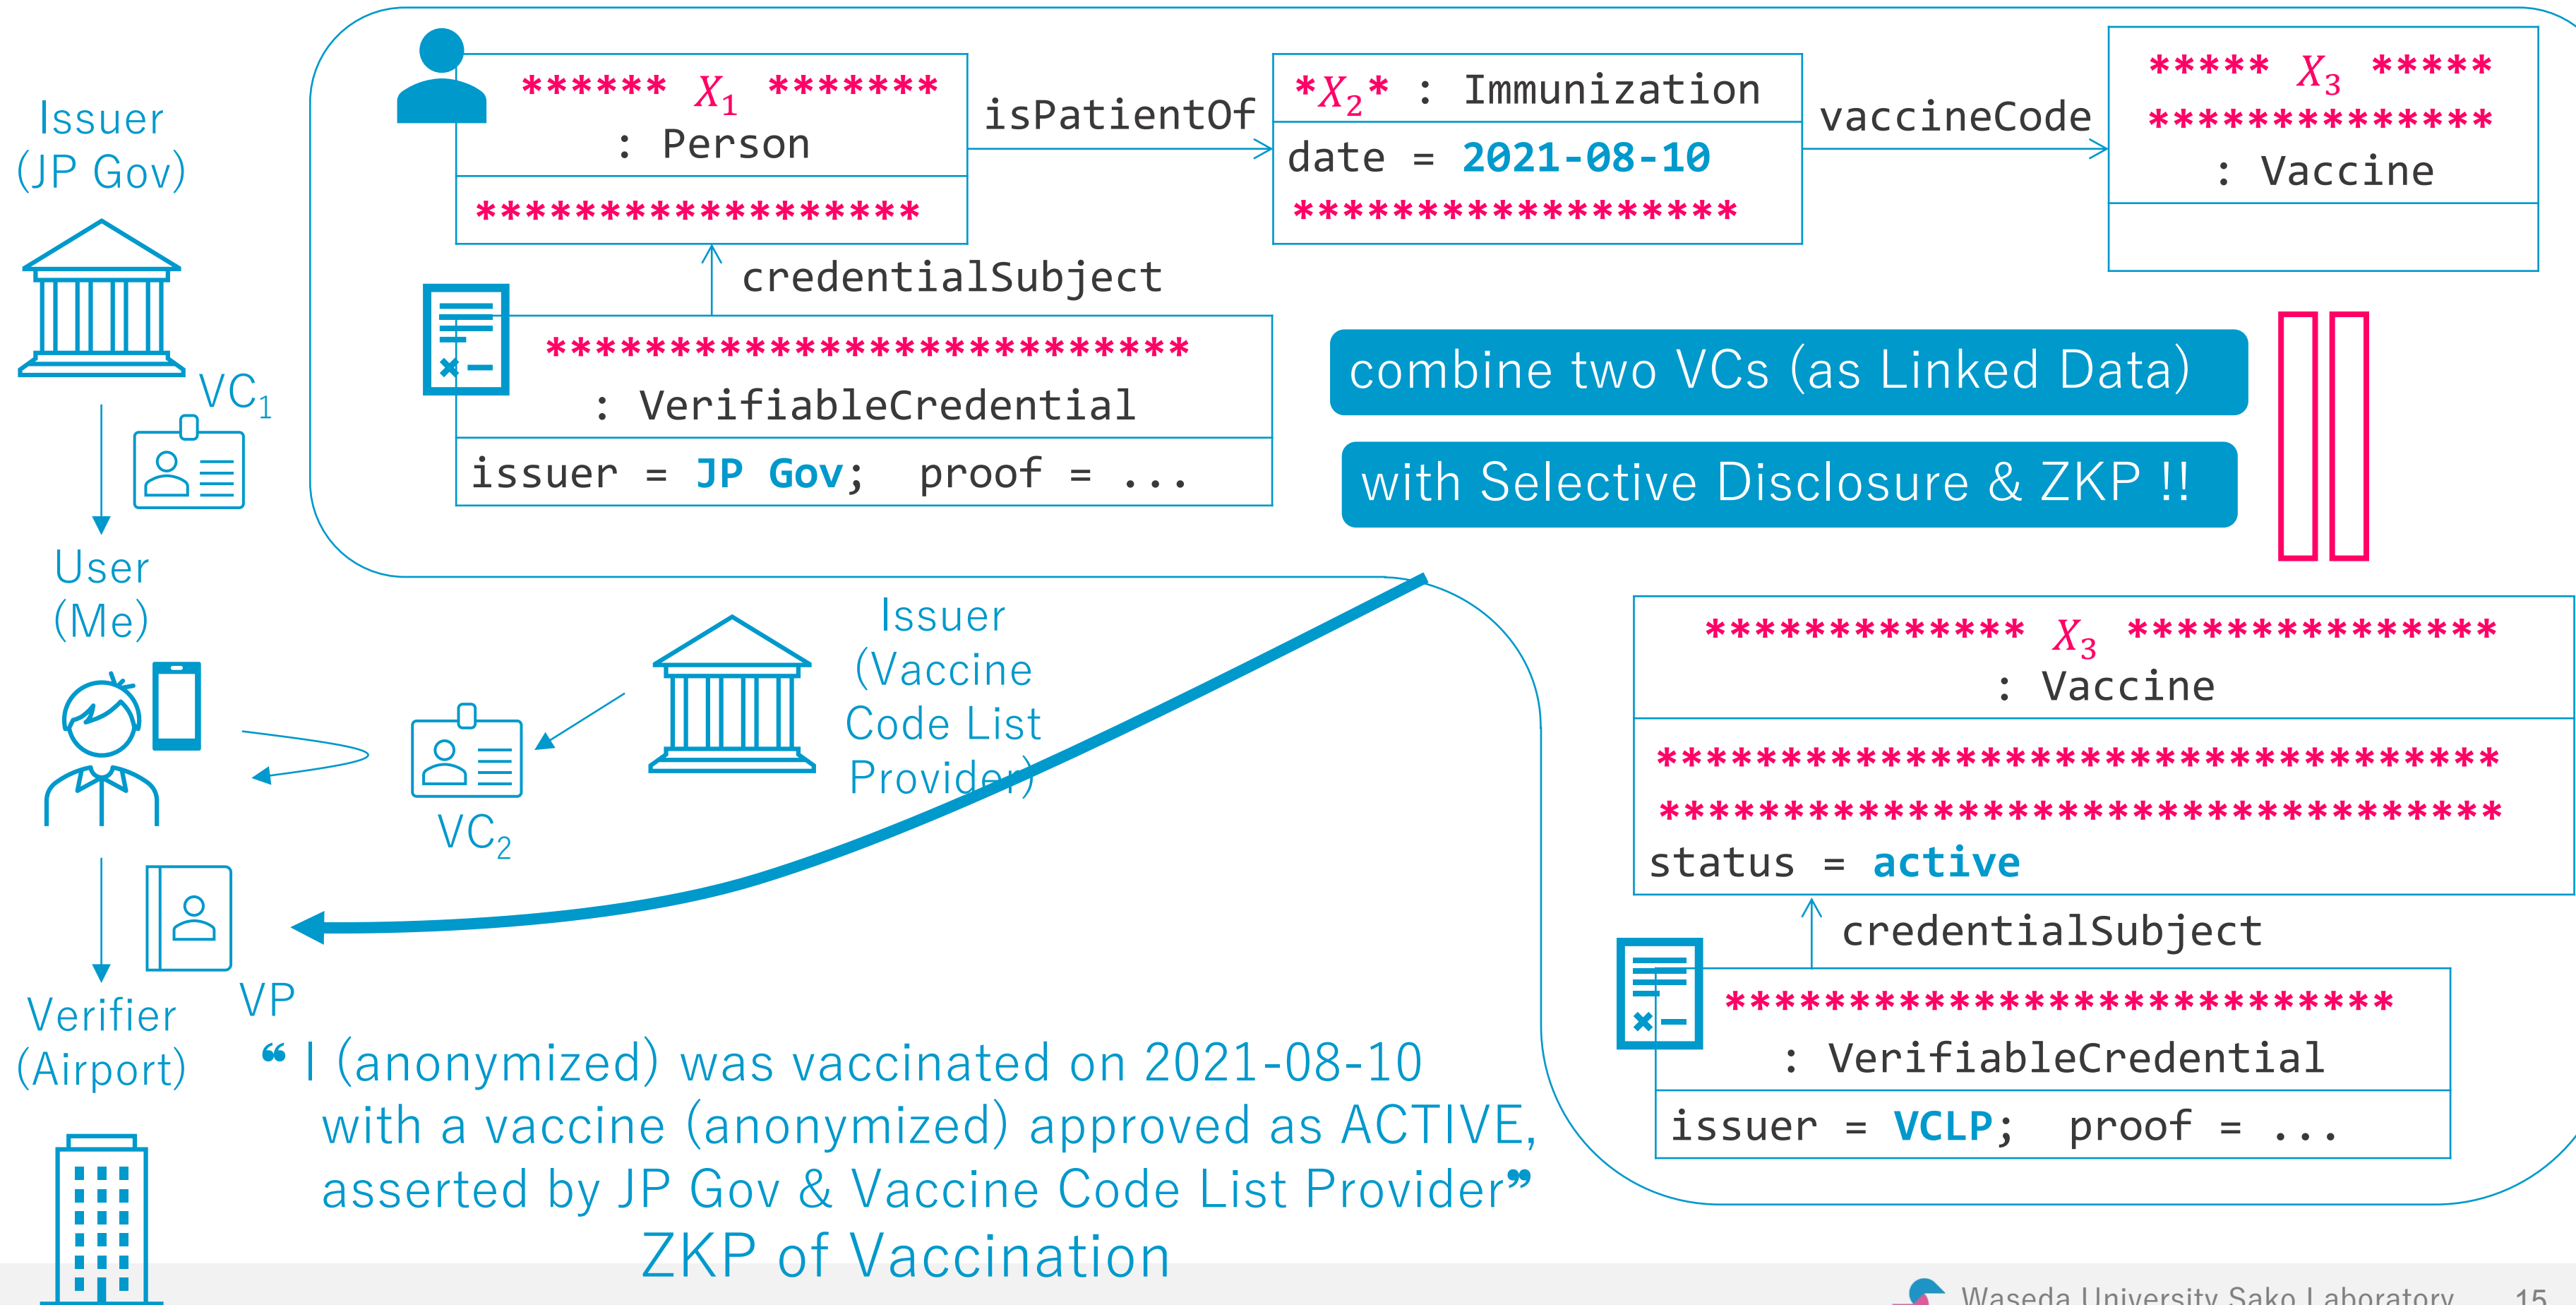 Issuer
(JP Gov)
VC1
User
(Me)
VC2
Issuer
(Vaccine
Code List
Provider)
VP
Verifier
(Airport)
****** X1 *******
: Person
******************
isPatientOf
*X2* : Immunization
date = 2021-08-10
******************
vaccineCode
***** X3 *****
**************
: Vaccine
credentialSubject
**************************
: VerifiableCredential
issuer = JP Gov; proof = ...
combine two VCs (as Linked Data)
with Selective Disclosure & ZKP !!
************* X3 ***************
: Vaccine
**********************************
**********************************
status = active
credentialSubject
***************************
: VerifiableCredential
issuer = VCLP; proof = ...
❝ I (anonymized) was vaccinated on 2021-08-10
with a vaccine (anonymized) approved as ACTIVE,
asserted by JP Gov & Vaccine Code List Provider❞
ZKP of Vaccination
Waseda University Sako Laboratory 15